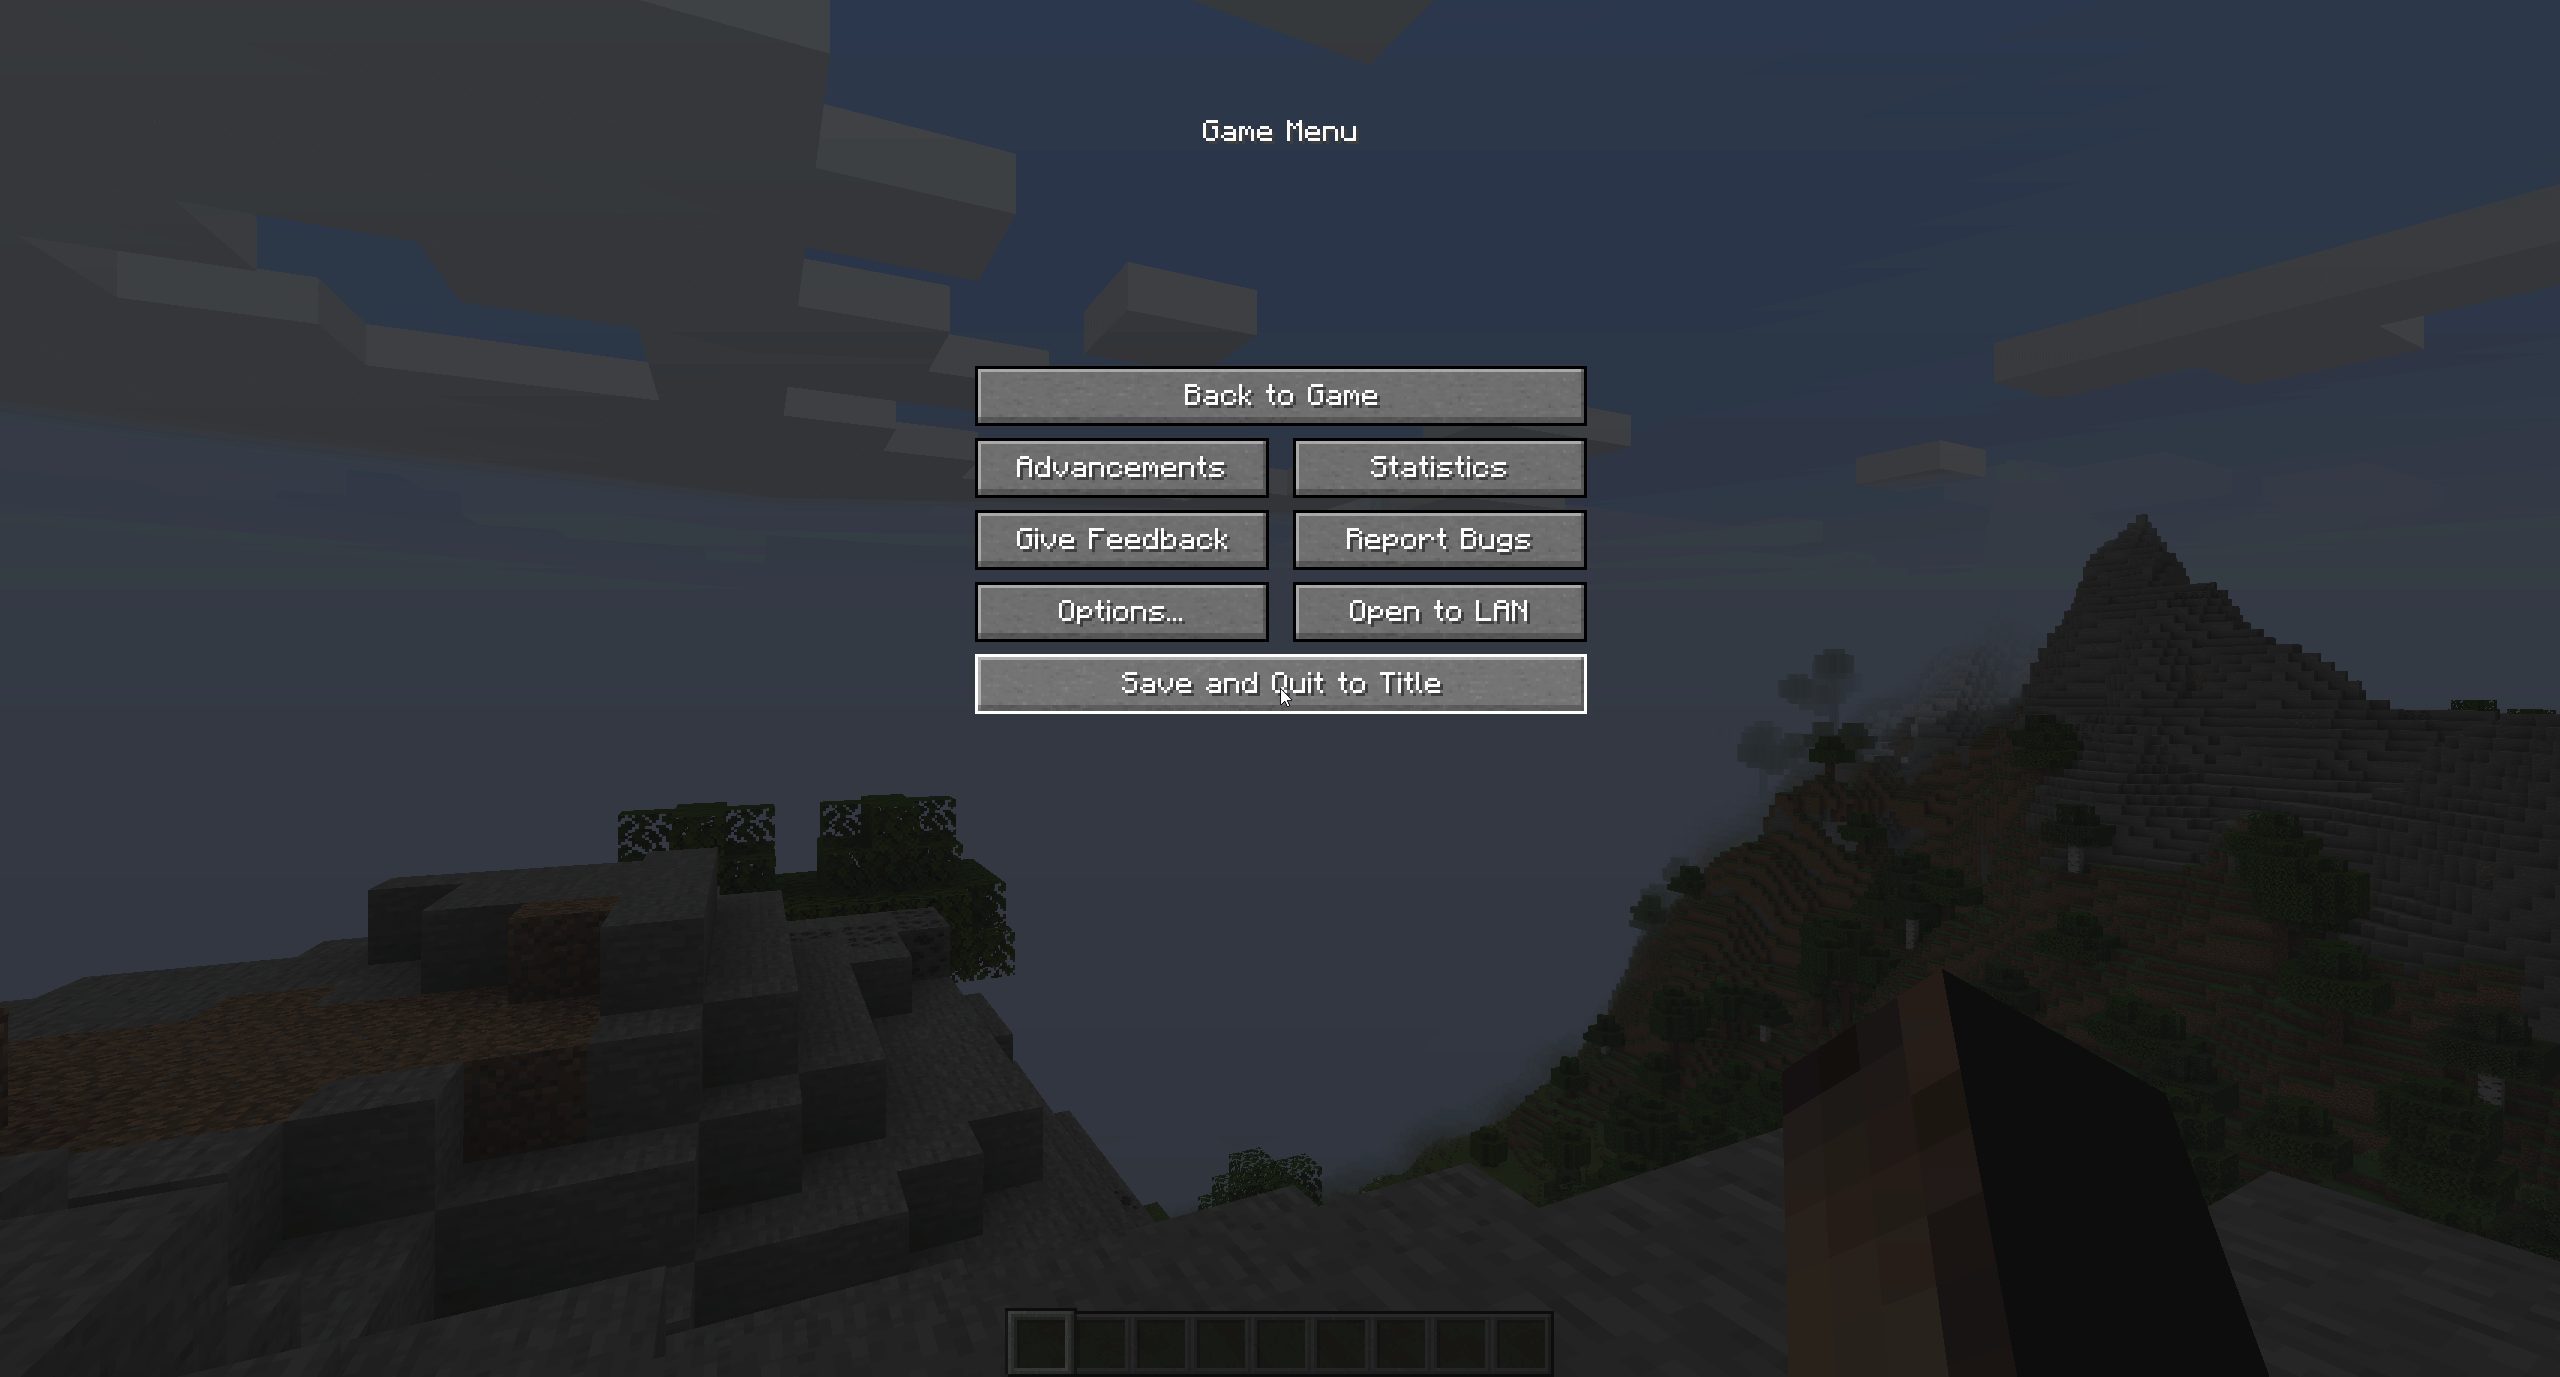 Game Menu
Back to Game
Advancements
Statistics
Give Feedback
Report Bugs
Options...
Open to LAN
Save and Quit to Title